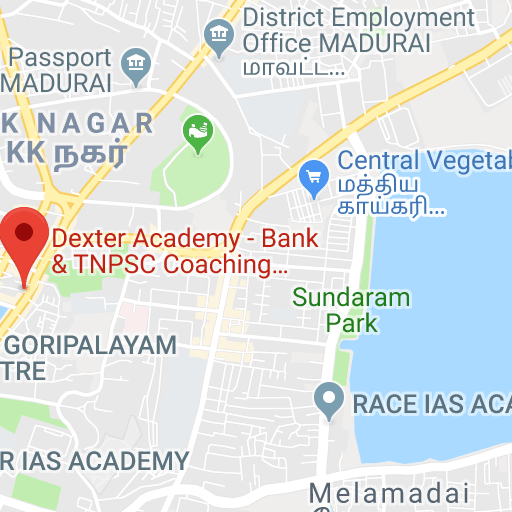 District Employment
Office MADURAI
மாவட்ட...
Passport
MADURAI
K NAGAR
KK நகர்
Central Vegetab
மத்திய
காய்கரி...
Dexter Academy - Bank
& TNPSC Coaching...
Sundaram
Park
GORIPALAYAM
TRE
RACE IAS ACA
R IAS ACADEMY
Melamadai